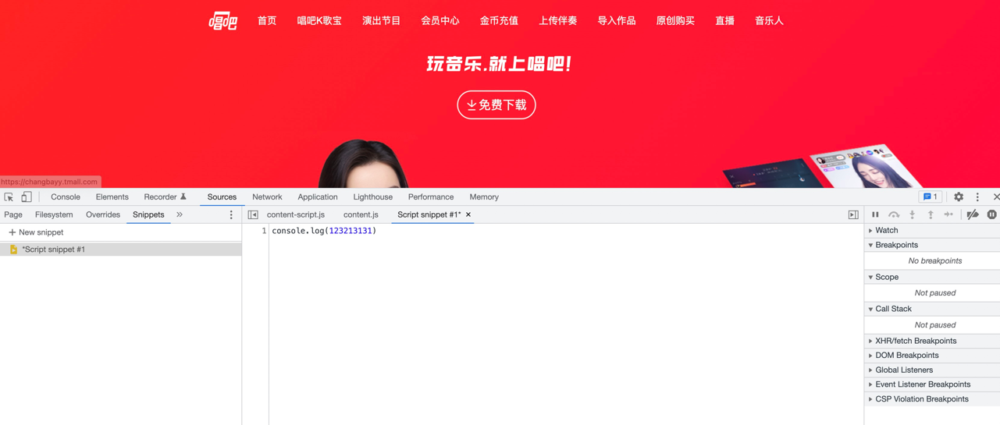 唱吧 首页 唱吧K歌宝 演出节目 会员中心 金币充值 上传伴奏 导入作品 原创购买 直播 音乐人
玩音乐.就上唱吧!
免费下载
https://changbayy.tmall.com
Console Elements Recorder Sources Network Application Lighthouse Performance Memory 1
Page Filesystem Overrides Snippets content-script.js content.js Script snippet #1*
New snippet
*Script snippet #1
1 console.log(123213131)
Watch
Breakpoints
No breakpoints
Scope
Not paused
Call Stack
Not paused
XHR/fetch Breakpoints
DOM Breakpoints
Global Listeners
Event Listener Breakpoints
CSP Violation Breakpoints